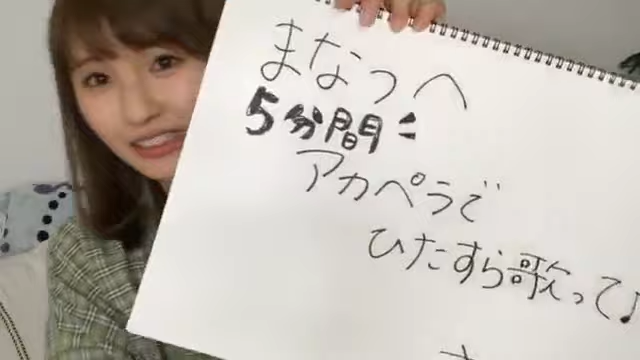 まなつへ
5分間
アカペラで
ひたすら歌って♪